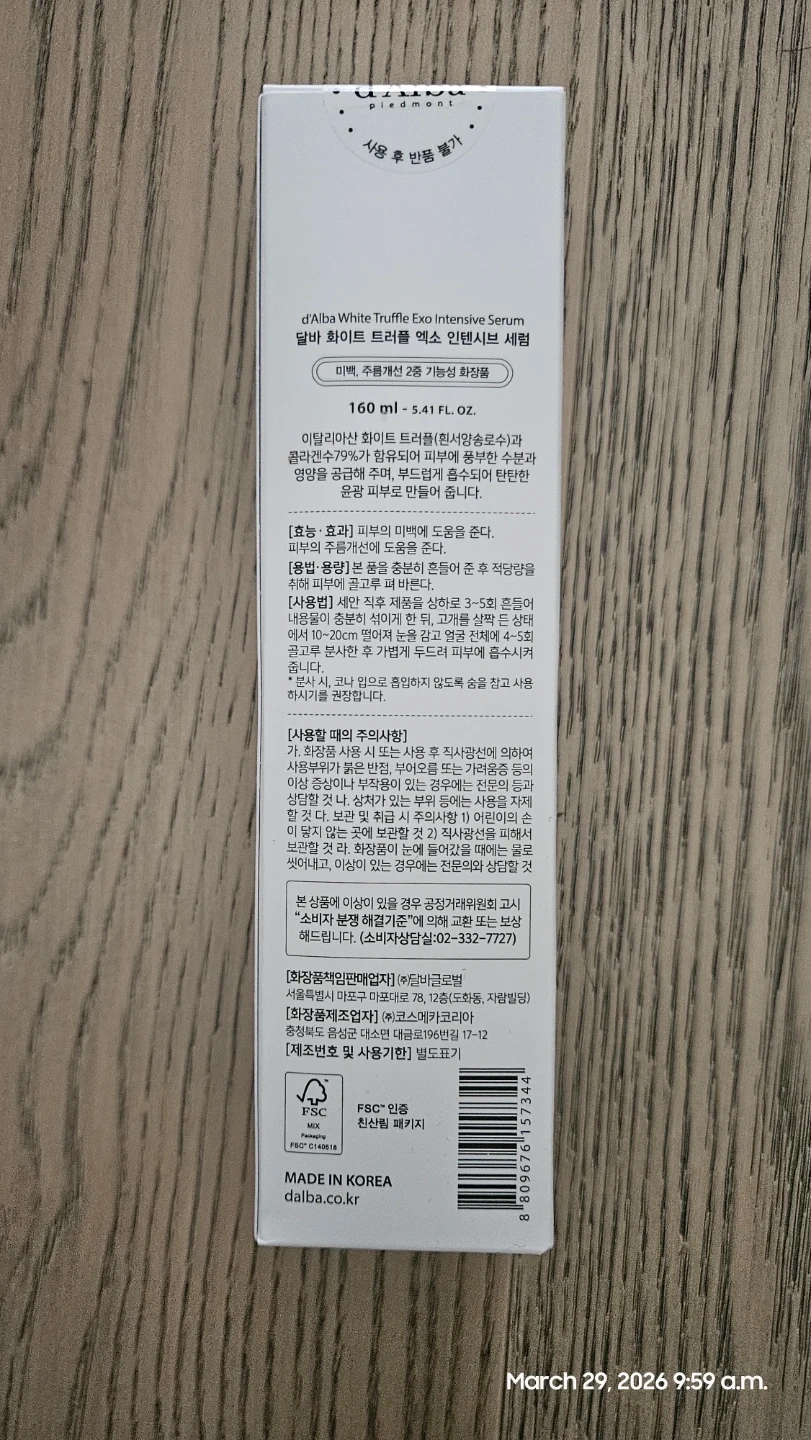 d'Alba
piedmont
사용 후 반품 불가
d'Alba White Truffle Exo Intensive Serum
달바 화이트 트러플 엑소 인텐시브 세럼
미백, 주름개선 2중 기능성 화장품
160 ml - 5.41 FL. OZ.
이탈리아산 화이트 트러플(흰서양송로수)과
콜라겐수79%가 함유되어 피부에 풍부한 수분과
영양을 공급해 주며, 부드럽게 흡수되어 탄탄한
윤광 피부로 만들어 줍니다.
[효능·효과] 피부의 미백에 도움을 준다.
피부의 주름개선에 도움을 준다.
[용법·용량] 본 품을 충분히 흔들어 준 후 적당량을
취해 피부에 골고루 펴 바른다.
[사용법] 세안 직후 제품을 상하로 3~5회 흔들어
내용물이 충분히 섞이게 한 뒤, 고개를 살짝 든 상태
에서 10~20cm 떨어져 눈을 감고 얼굴 전체에 4~5회
골고루 분사한 후 가볍게 두드려 피부에 흡수시켜
줍니다.
* 분사 시, 코나 입으로 흡입하지 않도록 숨을 참고 사용
하시기를 권장합니다.
[사용할 때의 주의사항]
가. 화장품 사용 시 또는 사용 후 직사광선에 의하여
사용부위가 붉은 반점, 부어오름 또는 가려움증 등의
이상 증상이나 부작용이 있는 경우에는 전문의 등과
상담할 것 나. 상처가 있는 부위 등에는 사용을 자제
할 것 다. 보관 및 취급 시 주의사항 1) 어린이의 손
이 닿지 않는 곳에 보관할 것 2) 직사광선을 피해서
보관할 것 라. 화장품이 눈에 들어갔을 때에는 물로
씻어내고, 이상이 있는 경우에는 전문의와 상담할 것
본 상품에 이상이 있을 경우 공정거래위원회 고시
“소비자 분쟁 해결기준”에 의해 교환 또는 보상
해드립니다. (소비자상담실:02-332-7727)
[화장품책임판매업자] ㈜달바글로벌
서울특별시 마포구 마포대로 78, 12층(도화동, 자람빌딩)
[화장품제조업자] ㈜코스메카코리아
충청북도 음성군 대소면 대금로196번길 17-12
[제조번호 및 사용기한] 별도표기
FSC
MIX
Packaging
FSC® C140518
FSC™ 인증
친산림 패키지
8 809676 157344
MADE IN KOREA
dalba.co.kr
March 29, 2026 9:59 a.m.